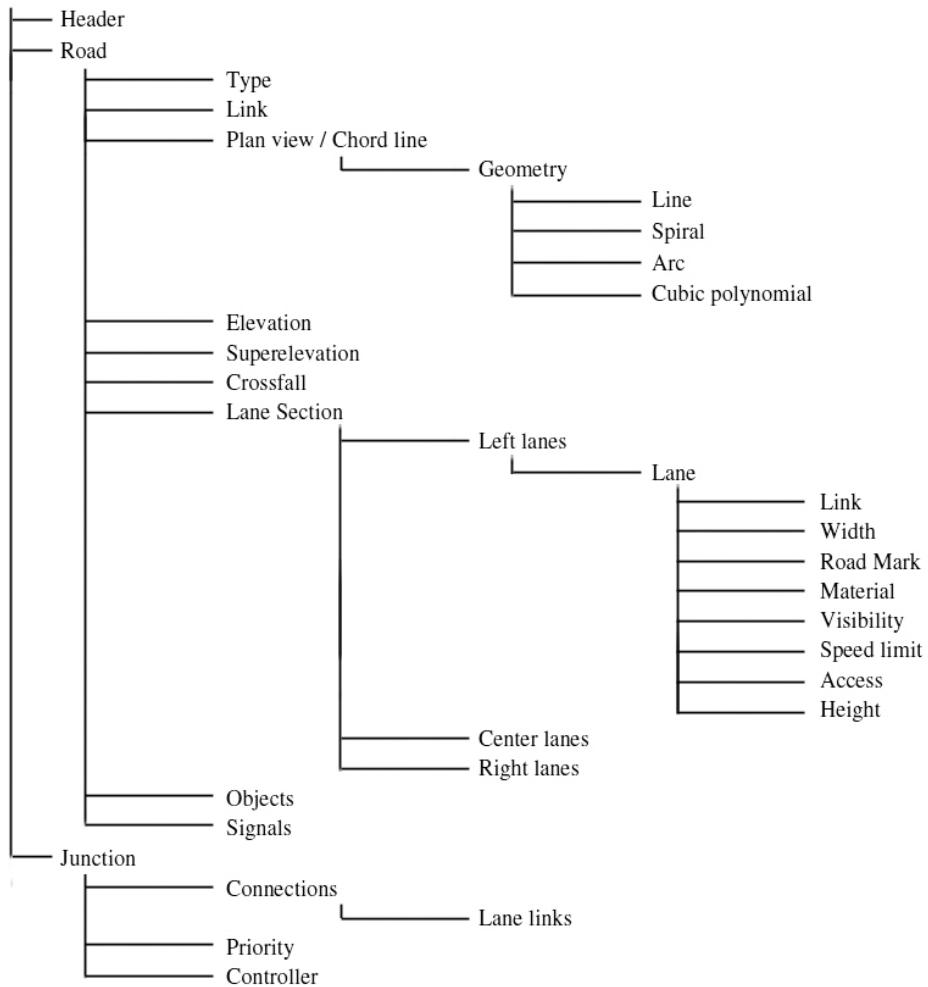 Header
Road
Type
Link
Plan view / Chord line
Geometry
Line
Spiral
Arc
Cubic polynomial
Elevation
Superelevation
Crossfall
Lane Section
Left lanes
Lane
Link
Width
Road Mark
Material
Visibility
Speed limit
Access
Height
Center lanes
Right lanes
Objects
Signals
Junction
Connections
Lane links
Priority
Controller